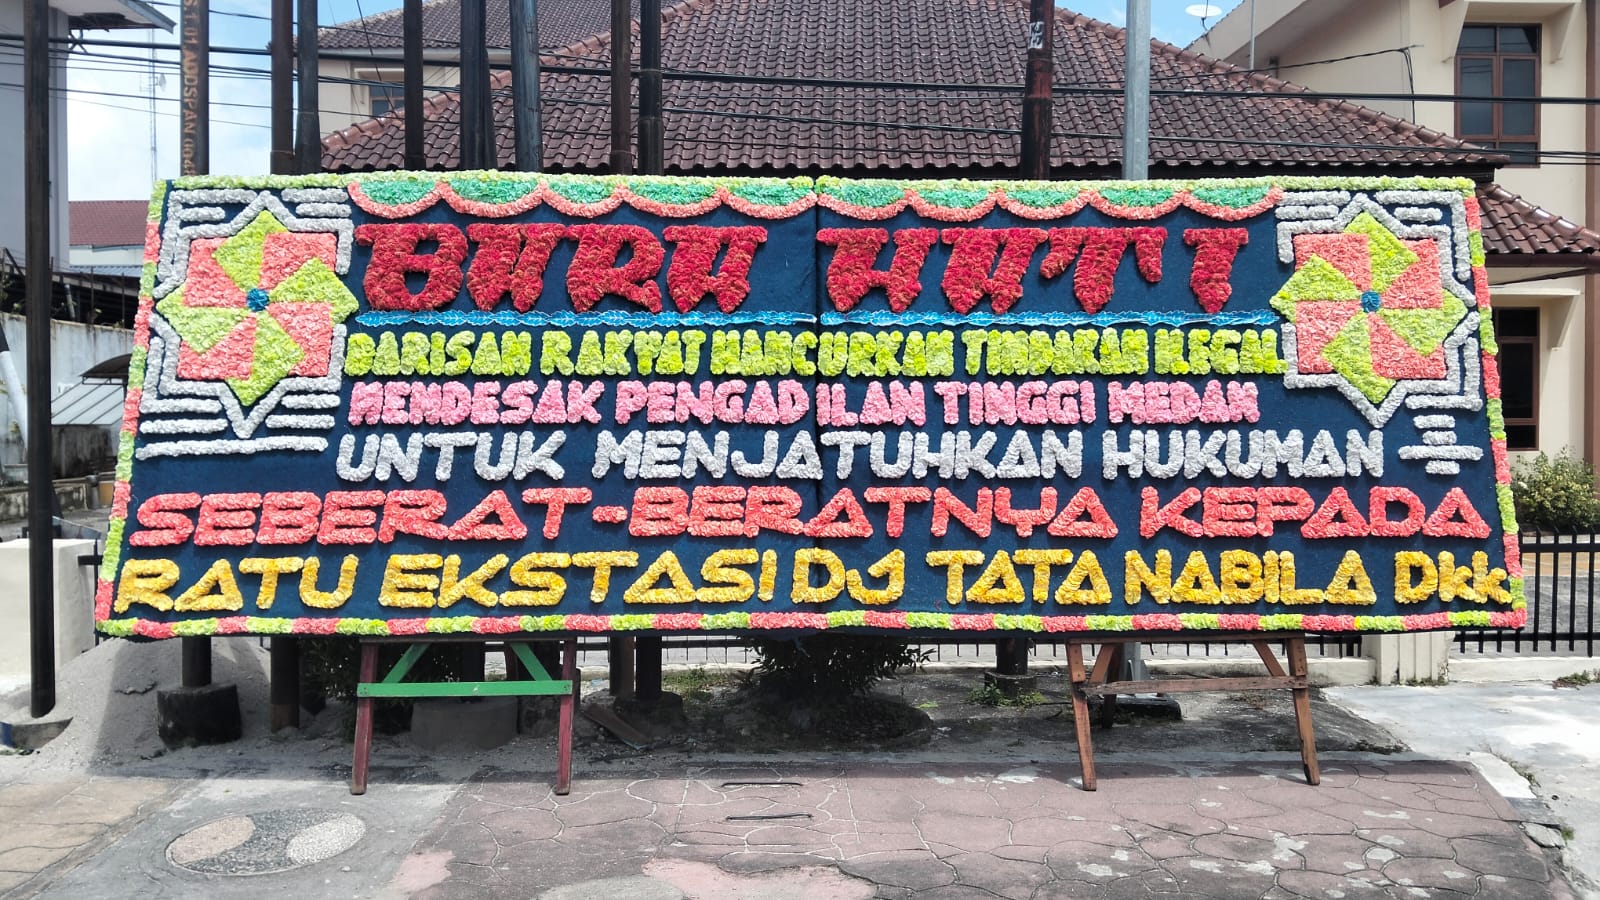 BARA HATI
BARISAN RAKYAT HANCURKAN TINDAKAN ILEGAL
MENDESAK PENGADILAN TINGGI MEDAN
UNTUK MENJATUHKAN HUKUMAN
SEBERAT-BERATNYA KEPADA
RATU EKSTASI DJ TATA NABILA Dkk